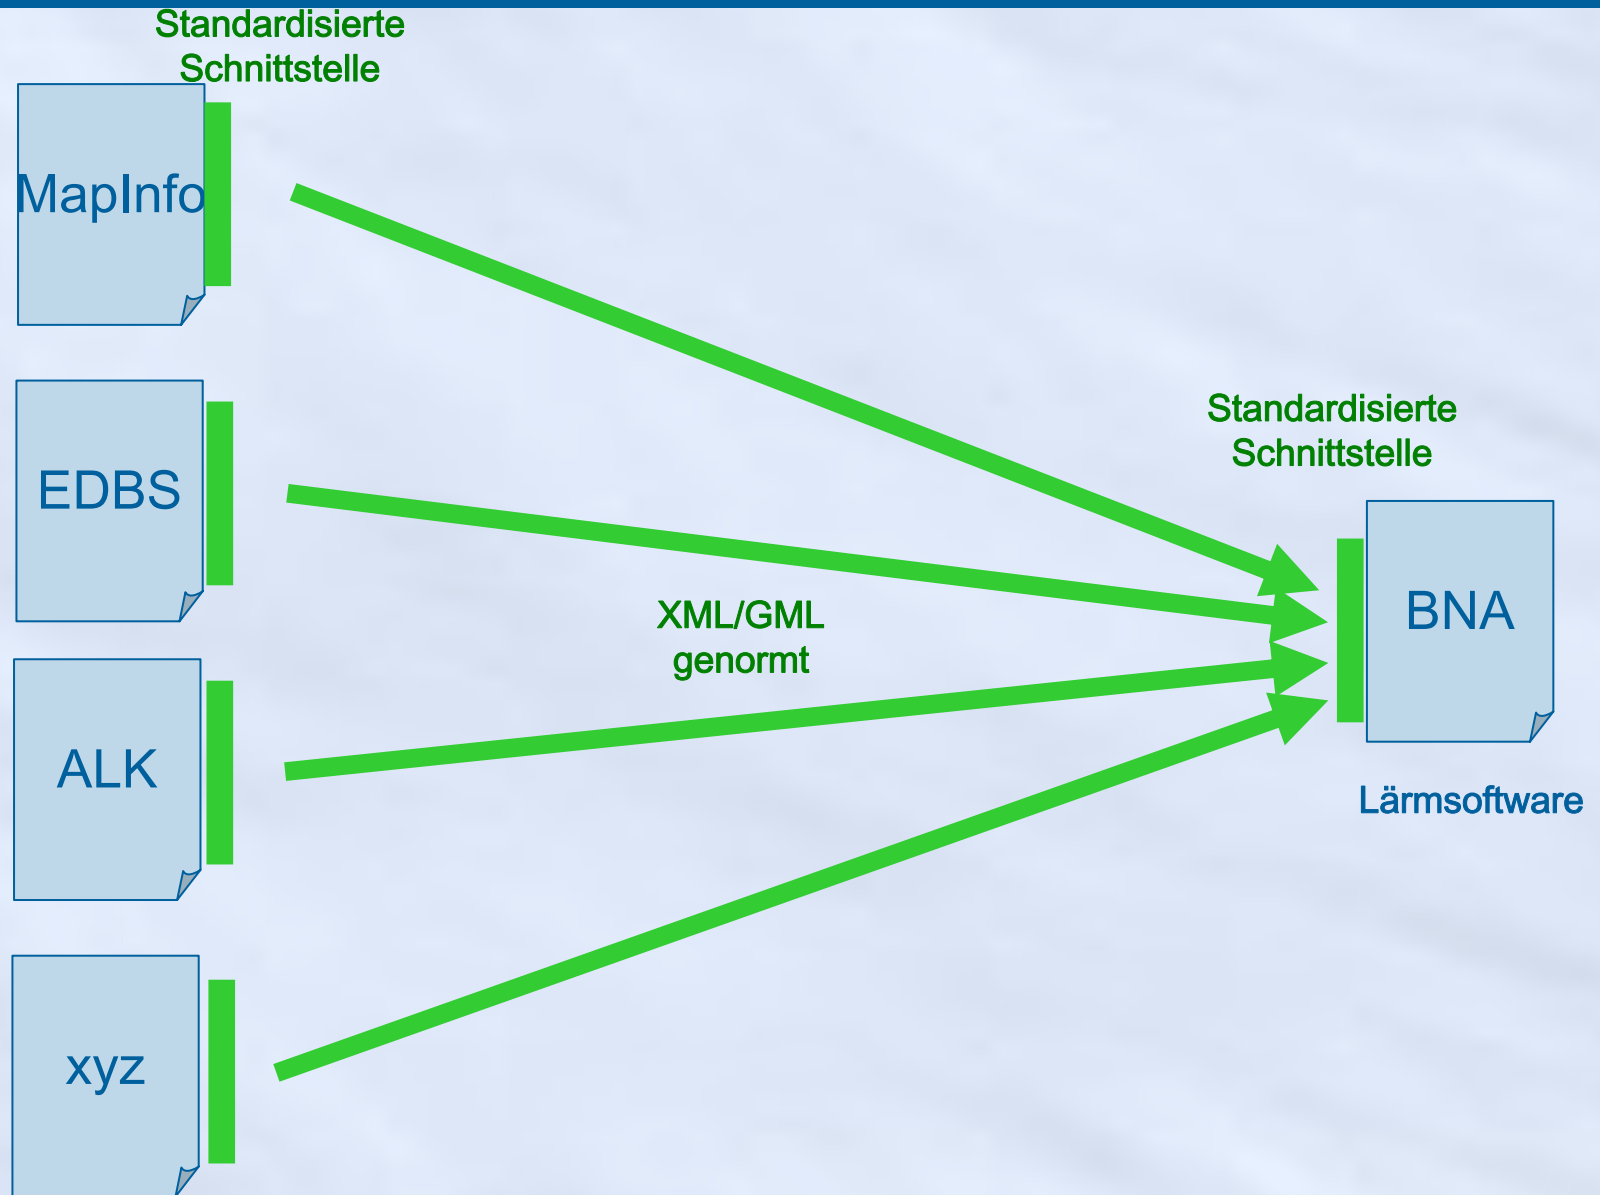 Standardisierte
Schnittstelle
MapInfo
EDBS
ALK
xyz
XML/GML
genormt
Standardisierte
Schnittstelle
BNA
Lärmsoftware